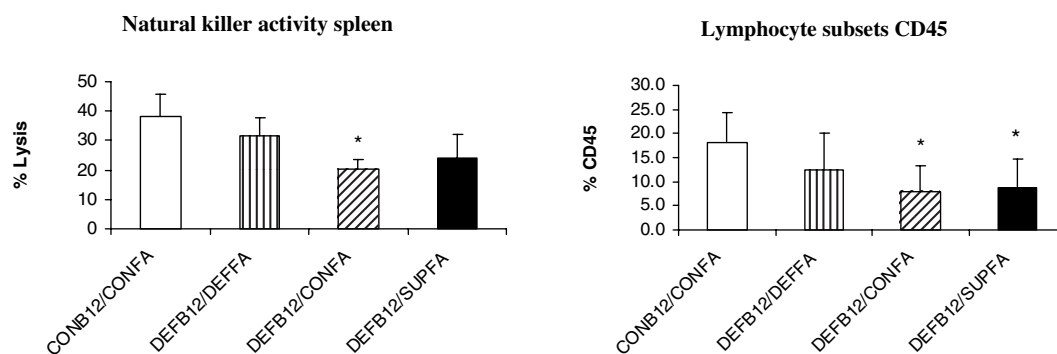 Natural killer activity spleen
50
40
30
20
10
0
% Lysis
*
CONB12/CONFA
DEFB12/DEFFA
DEFB12/CONFA
DEFB12/SUPFA
Lymphocyte subsets CD45
30.0
25.0
20.0
15.0
10.0
5.0
0.0
% CD45
*
*
CONB12/CONFA
DEFB12/DEFFA
DEFB12/CONFA
DEFB12/SUPFA